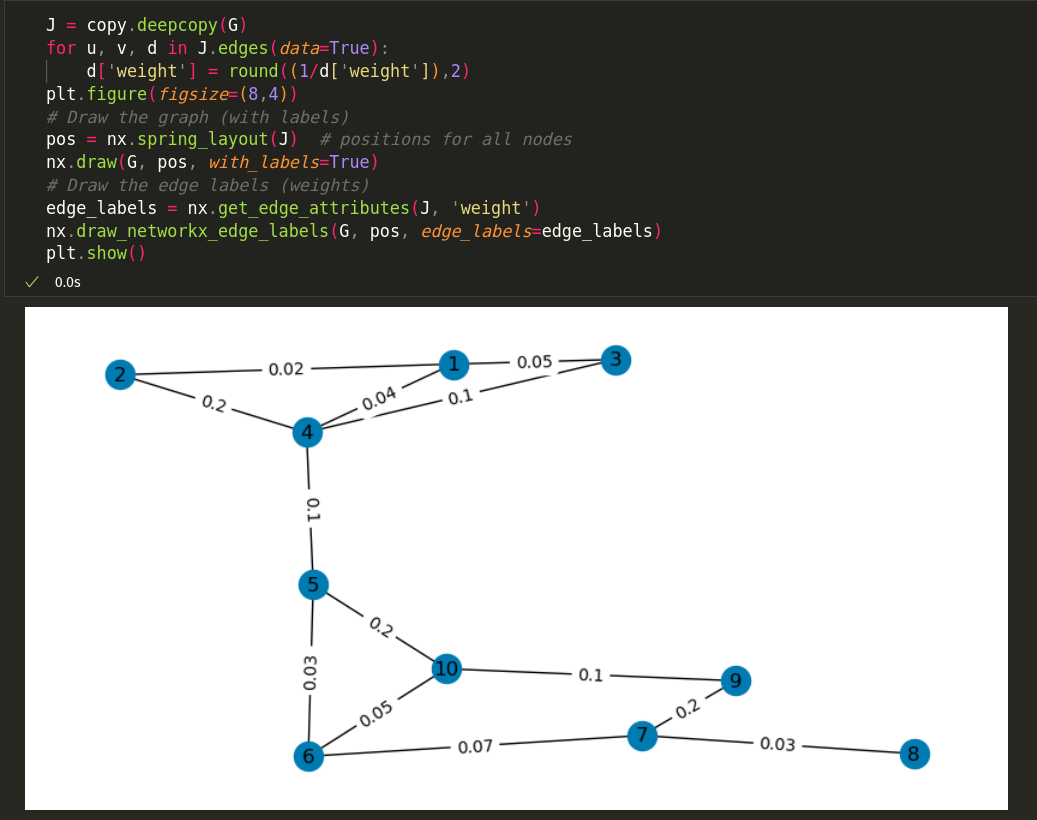 J = copy.deepcopy(G)
for u, v, d in J.edges(data=True):
    d['weight'] = round((1/d['weight']),2)
plt.figure(figsize=(8,4))
# Draw the graph (with labels)
pos = nx.spring_layout(J)  # positions for all nodes
nx.draw(G, pos, with_labels=True)
# Draw the edge labels (weights)
edge_labels = nx.get_edge_attributes(J, 'weight')
nx.draw_networkx_edge_labels(G, pos, edge_labels=edge_labels)
plt.show()
0.0s
2
0.02
1
0.05
3
0.2
0.04
0.1
4
0.1
5
0.2
0.03
10
0.1
9
0.05
0.2
6
0.07
7
0.03
8